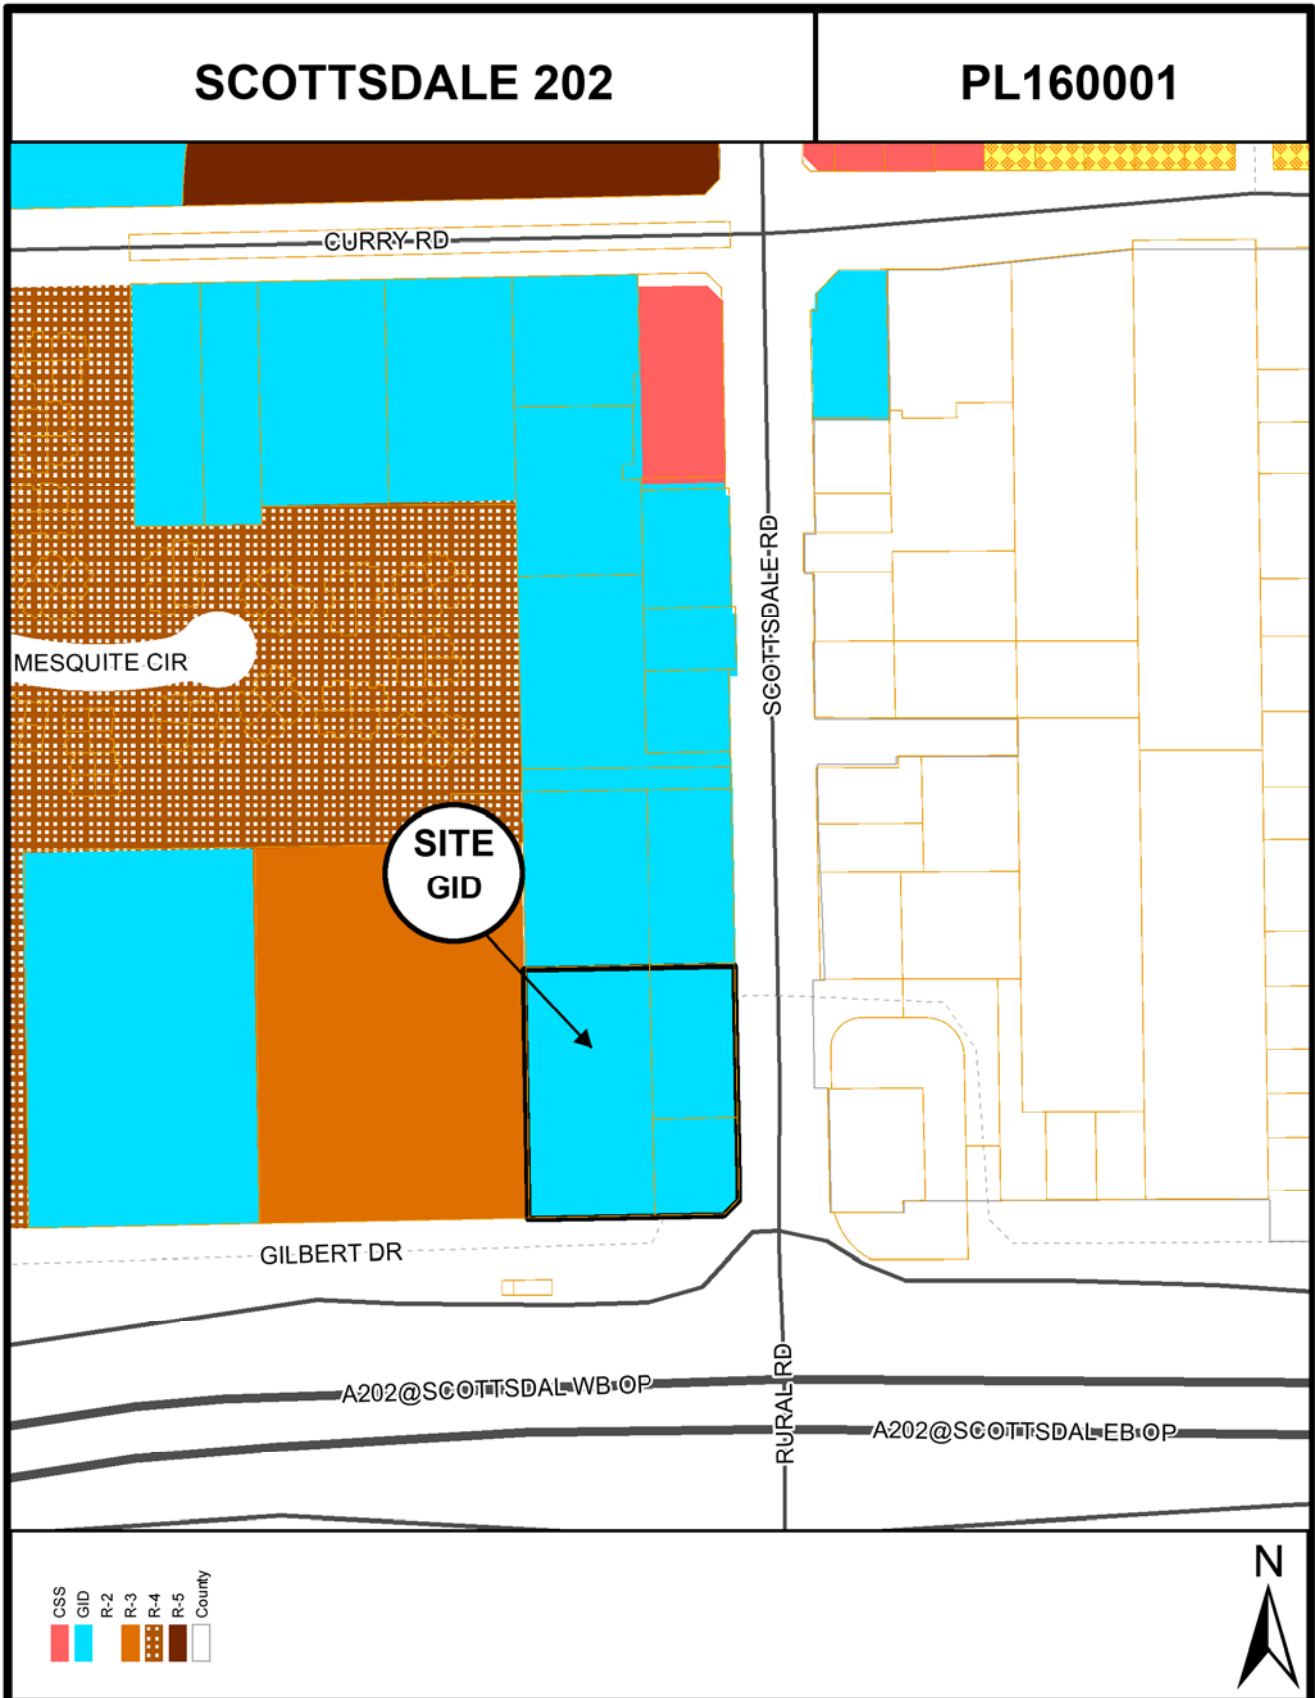 SCOTTSDALE 202
PL160001
CURRY RD
SCOTTSDALE RD
MESQUITE CIR
SITE
GID
GILBERT DR
A202@SCOTTSDAL WB OP
RURAL RD
A202@SCOTTSDAL EB OP
CSS
GID
R-2
R-3
R-4
R-5
County
N